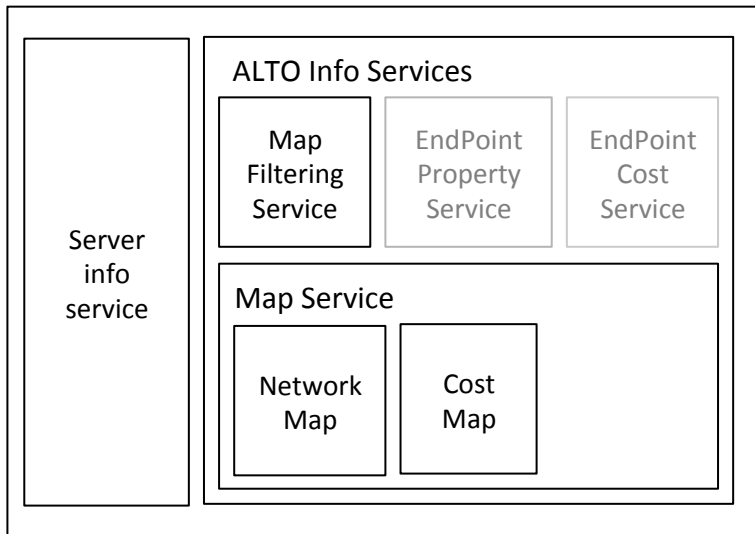 Server
info
service
ALTO Info Services
Map
Filtering
Service
EndPoint
Property
Service
EndPoint
Cost
Service
Map Service
Network
Map
Cost
Map